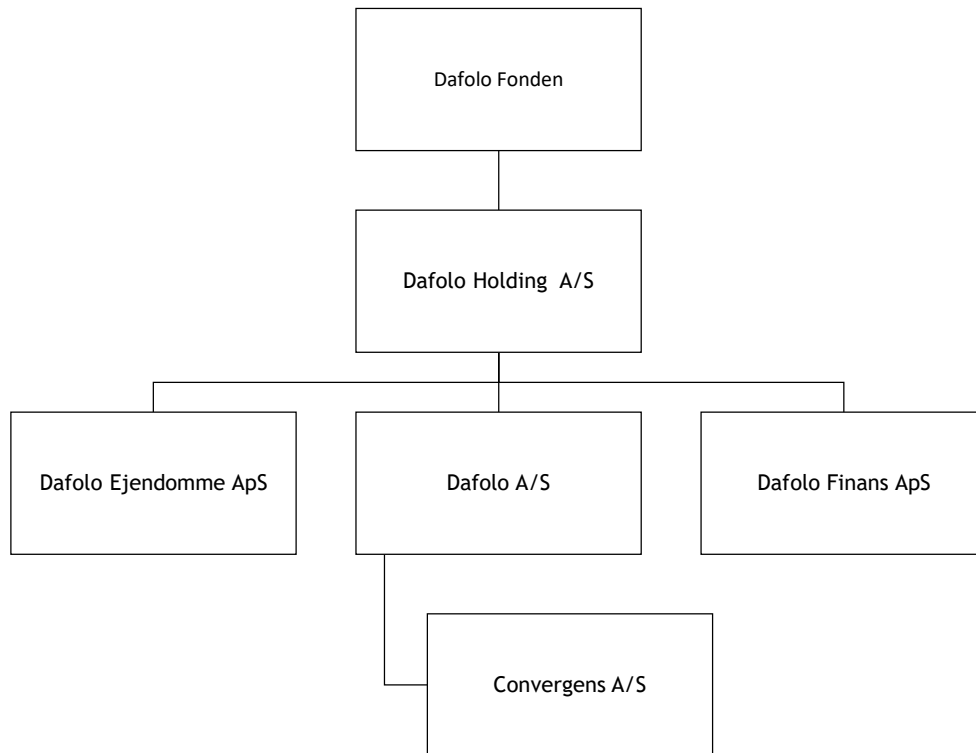 Dafolo Fonden
Dafolo Holding  A/S
Dafolo Ejendomme ApS
Dafolo A/S
Dafolo Finans ApS
Convergens A/S